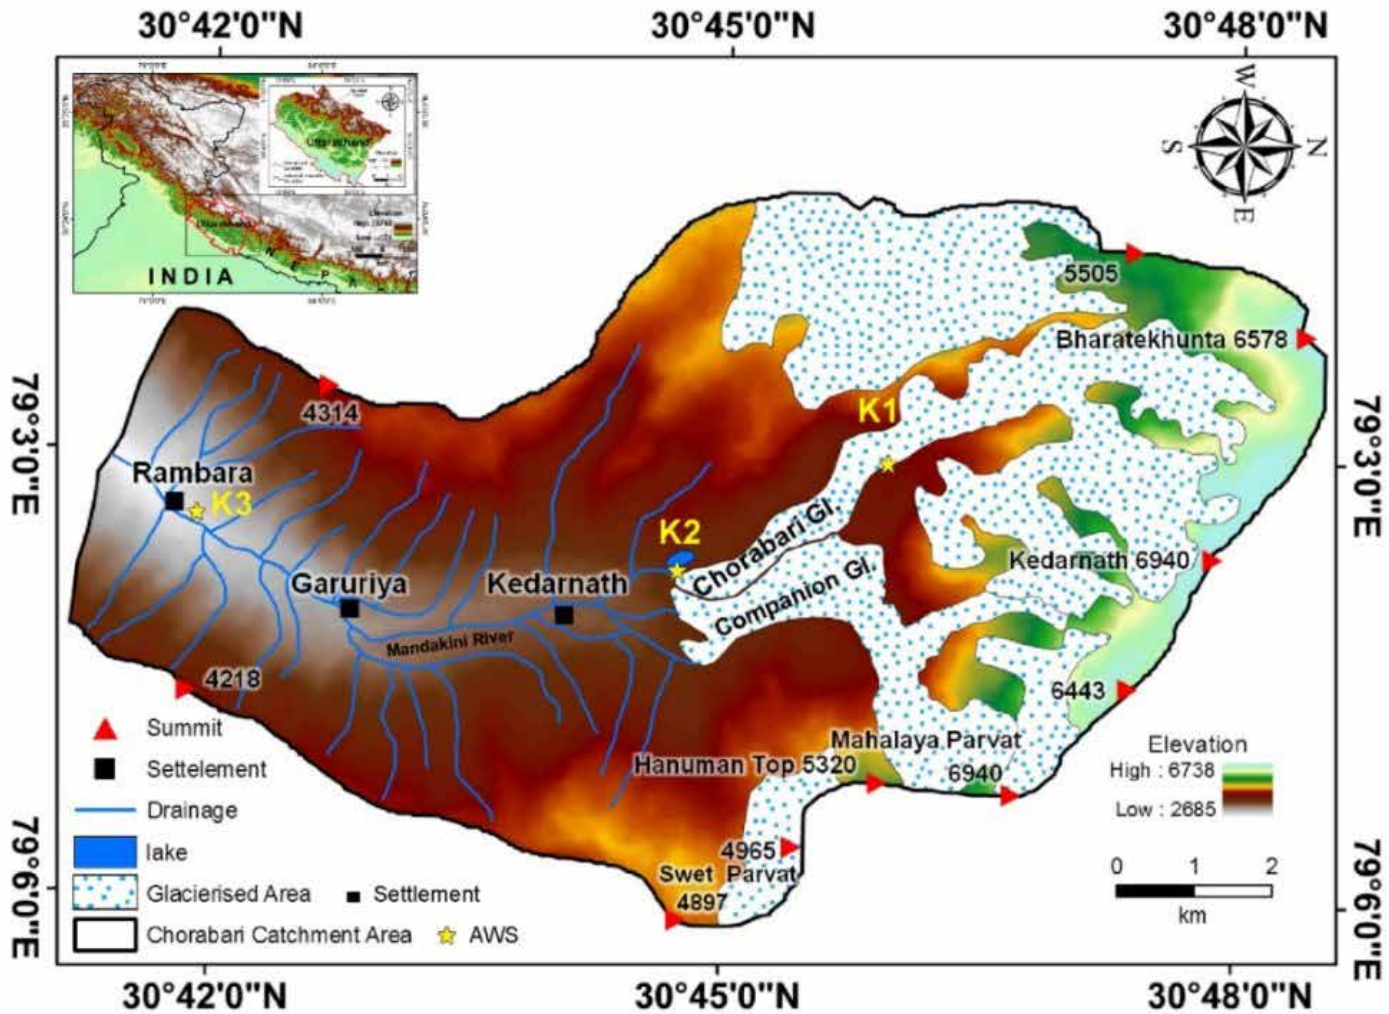 30°42'0"N
30°45'0"N
30°48'0"N
W
N
S
E
Uttarakhand
Uttarakhand
Elevation
N E P A L
INDIA
79°3'0"E
79°3'0"E
79°6'0"E
79°6'0"E
5505
Bharatekhunta 6578
4314
K1
Rambara
K3
K2
Chorabari Gl.
Kedarnath 6940
Garuriya
Kedarnath
Companion Gl.
Mandakini River
4218
6443
Mahalaya Parvat
6940
Hanuman Top 5320
4965
Swet Parvat
4897
Summit
Settelement
Drainage
lake
Glacierised Area
Settlement
Chorabari Catchment Area
AWS
Elevation
High : 6738
Low : 2685
0 1 2
km
30°42'0"N
30°45'0"N
30°48'0"N